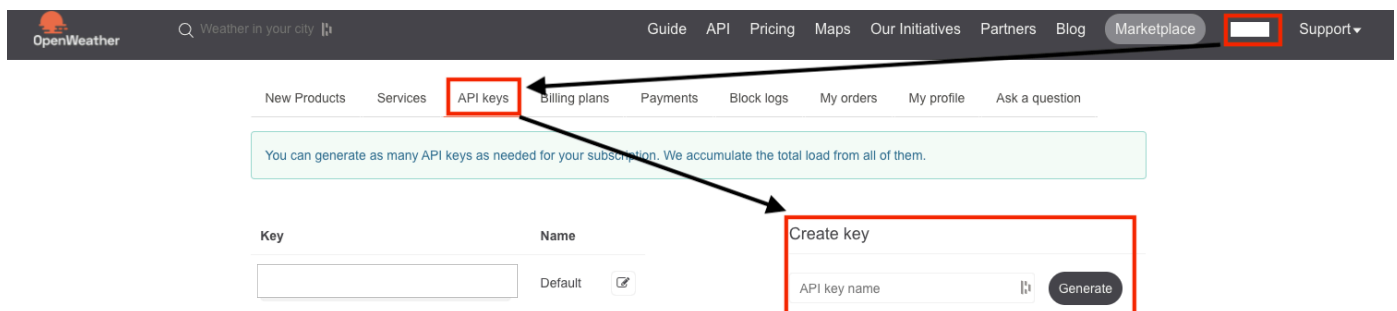 OpenWeather
Weather in your city
Guide API Pricing Maps Our Initiatives Partners Blog Marketplace Support
New Products Services API keys Billing plans Payments Block logs My orders My profile Ask a question
You can generate as many API keys as needed for your subscription. We accumulate the total load from all of them.
Key Name Create key
Default API key name Generate